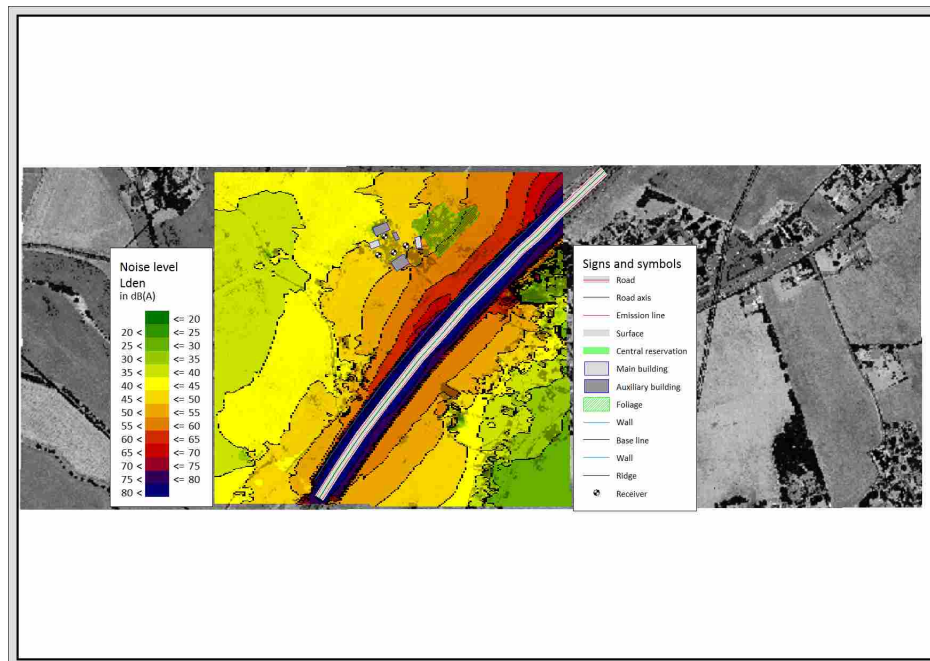 Noise level
Lden
in dB(A)
<= 20
20 < <= 25
25 < <= 30
30 < <= 35
35 < <= 40
40 < <= 45
45 < <= 50
50 < <= 55
55 < <= 60
60 < <= 65
65 < <= 70
70 < <= 75
75 < <= 80
80 <
Signs and symbols
Road
Road axis
Emission line
Surface
Central reservation
Main building
Auxiliary building
Foliage
Wall
Base line
Wall
Ridge
Receiver